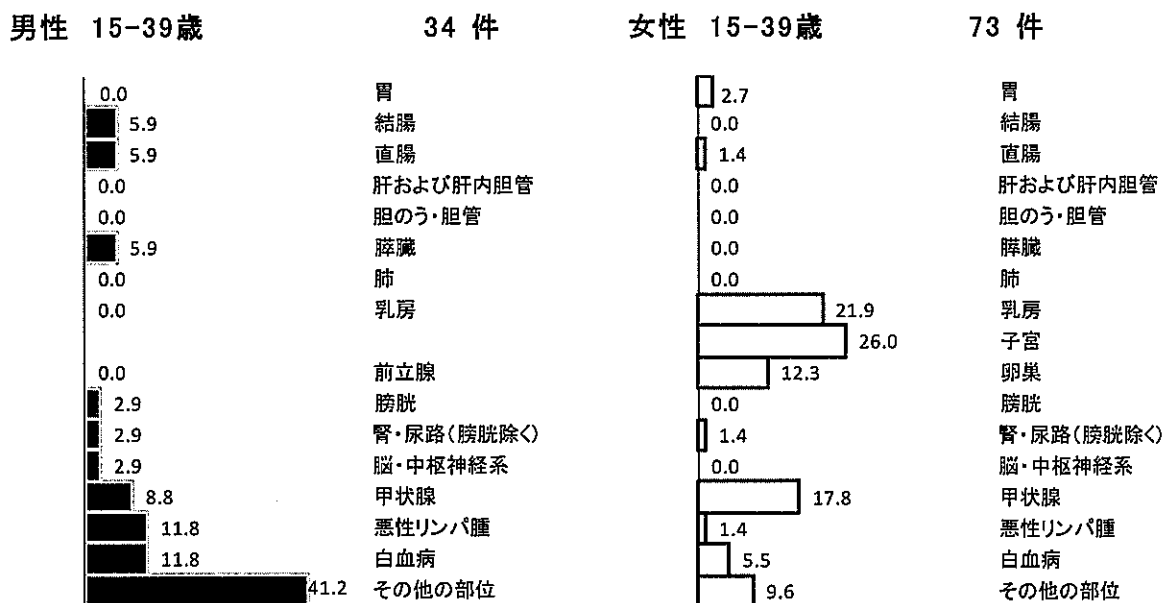 男性 15-39歳 34 件
0.0 胃
5.9 結腸
5.9 直腸
0.0 肝および肝内胆管
0.0 胆のう・胆管
5.9 膵臓
0.0 肺
0.0 乳房
0.0 前立腺
2.9 膀胱
2.9 腎・尿路(膀胱除く)
2.9 脳・中枢神経系
8.8 甲状腺
11.8 悪性リンパ腫
11.8 白血病
41.2 その他の部位
女性 15-39歳 73 件
2.7 胃
0.0 結腸
1.4 直腸
0.0 肝および肝内胆管
0.0 胆のう・胆管
0.0 膵臓
0.0 肺
21.9 乳房
26.0 子宮
12.3 卵巣
0.0 膀胱
1.4 腎・尿路(膀胱除く)
0.0 脳・中枢神経系
17.8 甲状腺
1.4 悪性リンパ腫
5.5 白血病
9.6 その他の部位